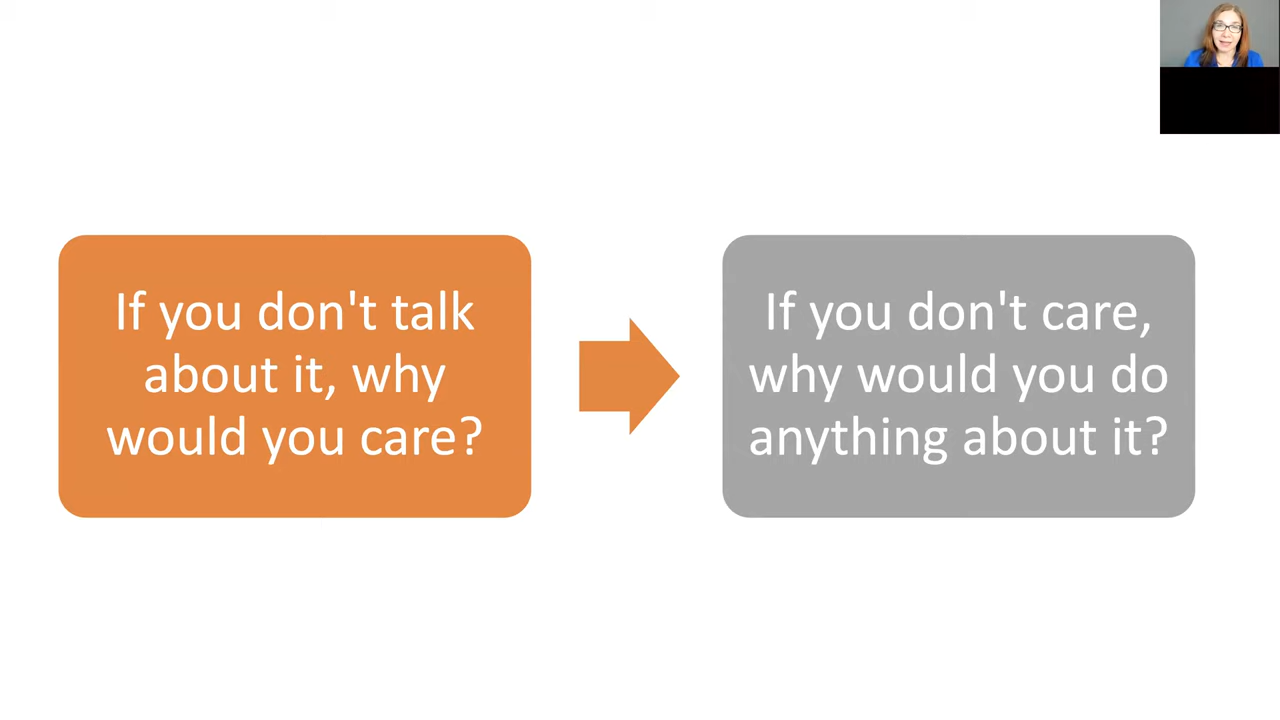 If you don't talk
about it, why
would you care?
If you don't care,
why would you do
anything about it?